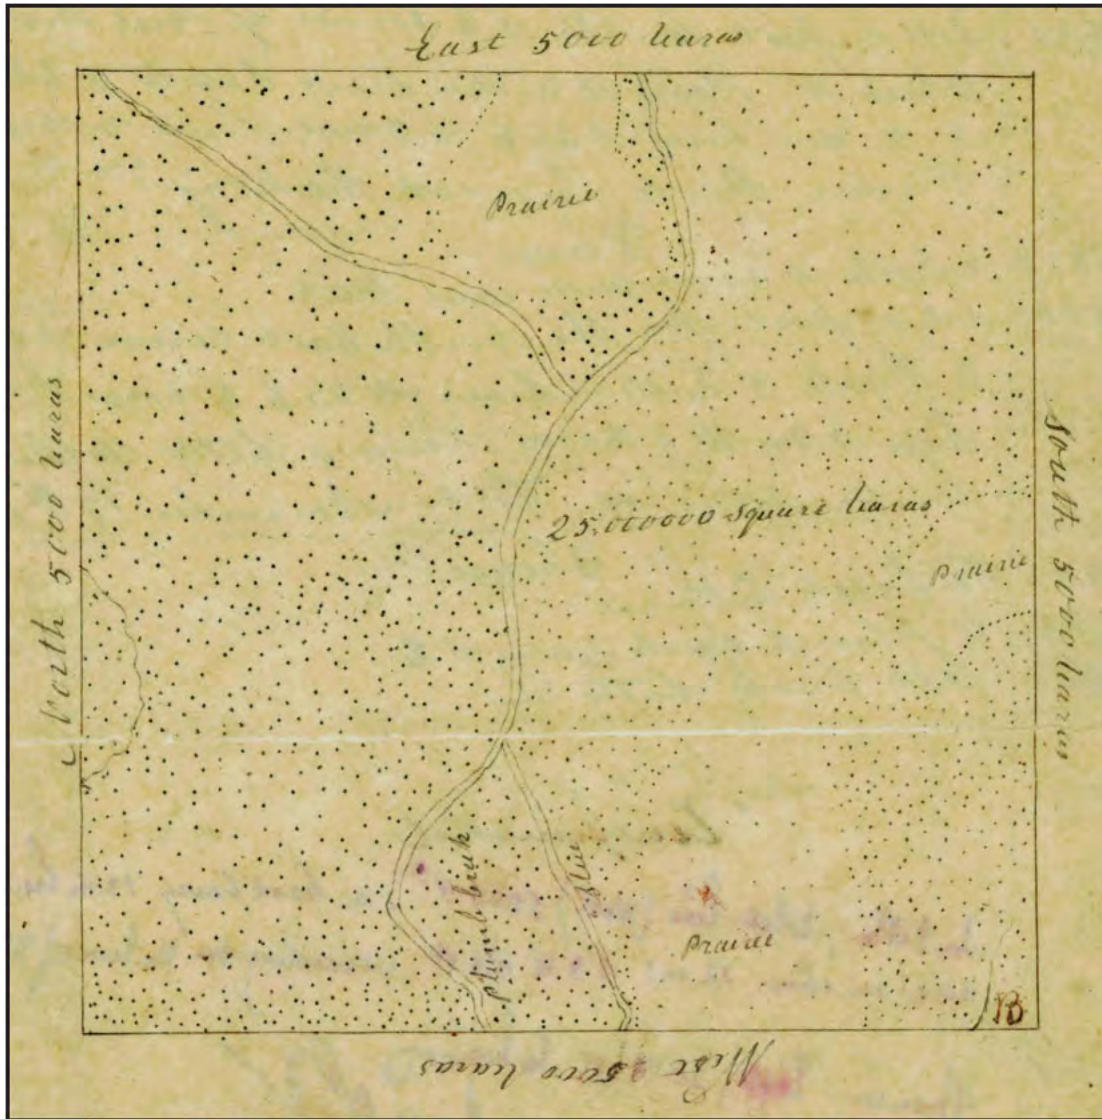 East 5000 varas
Prairie
North 5000 varas
South 5000 varas
25.000000 square varas
Prairie
Plumb
Prairie
B
West 5000 varas